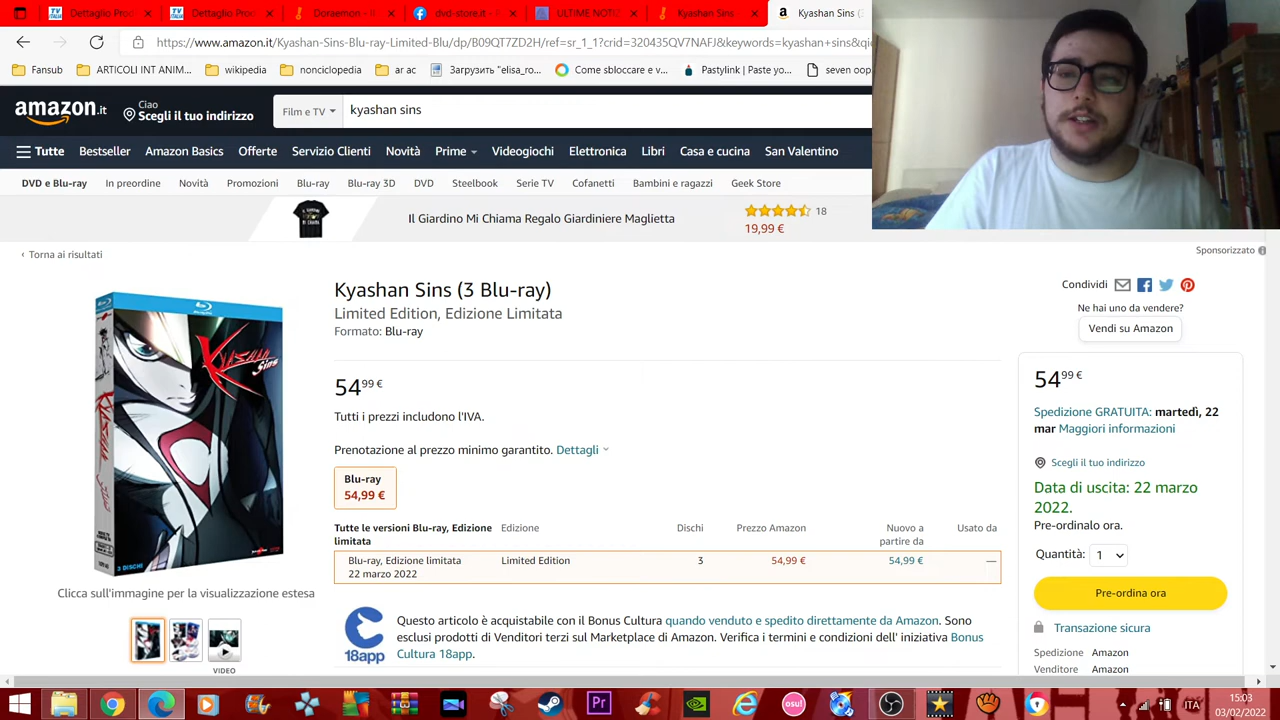 Dettaglio Prod
Dettaglio Prod
Doraemon - R
dvd-store.it - R
ULTIME NOTIZ
Kyashan Sins
Kyashan Sins (3
https://www.amazon.it/Kyashan-Sins-Blu-ray-Limited-Blu/dp/B09QT7ZD2H/ref=sr_1_1?crid=320435QV7NAFJ&keywords=kyashan+sins&qi
Fansub
ARTICOLI INT ANIM...
wikipedia
nonciclopedia
ar ac
Загрузить "elisa_ro...
Come sbloccare e v...
Pastylink | Paste yo...
seven oop
amazon.it
Ciao
Scegli il tuo indirizzo
Film e TV
kyashan sins
Tutte
Bestseller
Amazon Basics
Offerte
Servizio Clienti
Novità
Prime
Videogiochi
Elettronica
Libri
Casa e cucina
San Valentino
DVD e Blu-ray
In preordine
Novità
Promozioni
Blu-ray
Blu-ray 3D
DVD
Steelbook
Serie TV
Cofanetti
Bambini e ragazzi
Geek Store
Il Giardino Mi Chiama Regalo Giardiniere Maglietta
18
19,99 €
Sponsorizzato
‹ Torna ai risultati
Kyashan Sins (3 Blu-ray)
Limited Edition, Edizione Limitata
Formato: Blu-ray
54 99 €
Tutti i prezzi includono l'IVA.
Prenotazione al prezzo minimo garantito. Dettagli
Blu-ray
54,99 €
Tutte le versioni Blu-ray, Edizione limitata
Edizione
Dischi
Prezzo Amazon
Nuovo a partire da
Usato da
Blu-ray, Edizione limitata
22 marzo 2022
Limited Edition
3
54,99 €
54,99 €
—
18app
Questo articolo è acquistabile con il Bonus Cultura quando venduto e spedito direttamente da Amazon. Sono
esclusi prodotti di Venditori terzi sul Marketplace di Amazon. Verifica i termini e condizioni dell' iniziativa Bonus
Cultura 18app.
KYASHAN Sins
KYASHAN Sins
3 DISCHI
Clicca sull'immagine per la visualizzazione estesa
VIDEO
Condividi
Ne hai uno da vendere?
Vendi su Amazon
54 99 €
Spedizione GRATUITA: martedì, 22
mar Maggiori informazioni
Scegli il tuo indirizzo
Data di uscita: 22 marzo
2022.
Pre-ordinalo ora.
Quantità: 1
Pre-ordina ora
Transazione sicura
Spedizione Amazon
Venditore Amazon
Pr
osu!
ITA
15:03
03/02/2022